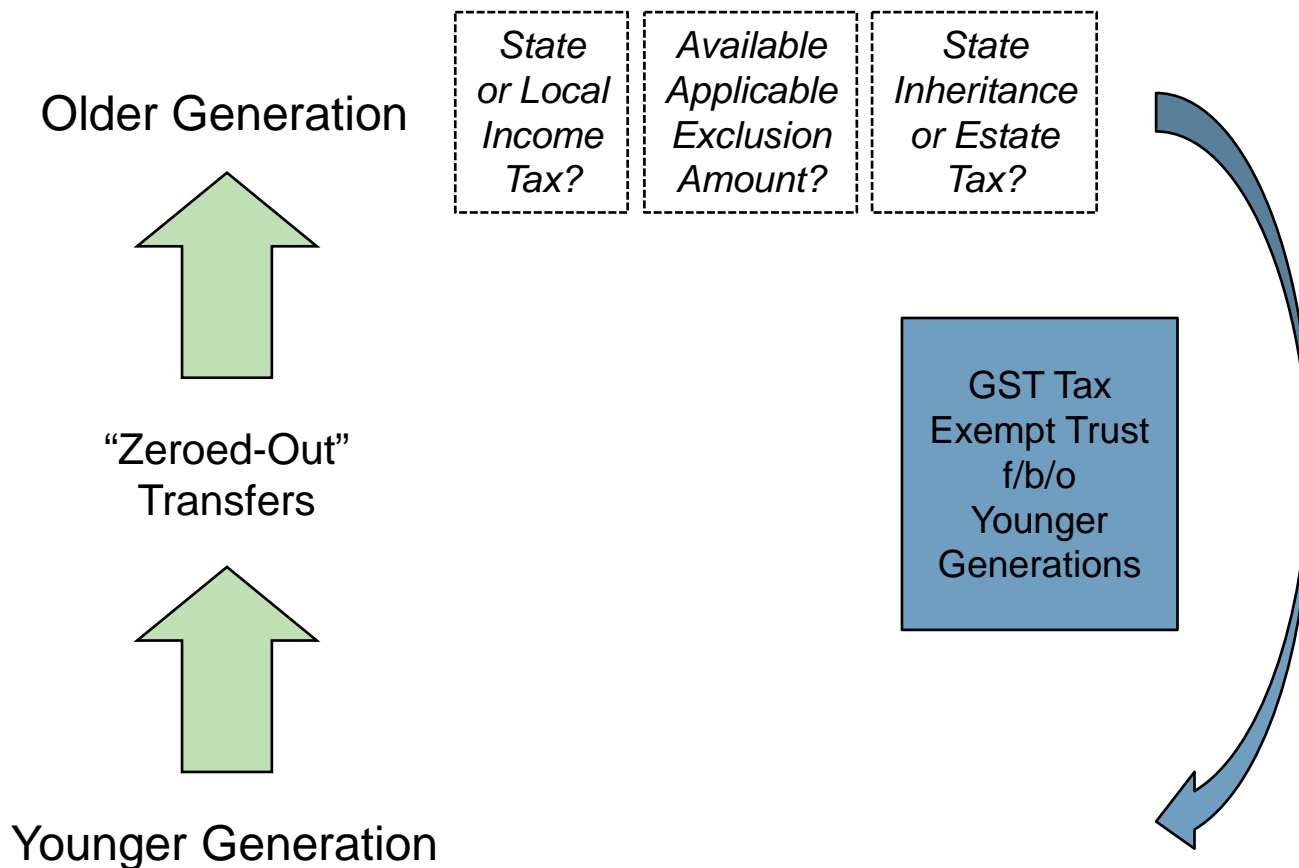 State
or Local
Income
Tax?
Available
Applicable
Exclusion
Amount?
State
Inheritance
or Estate
Tax?
Older Generation
GST Tax
Exempt Trust
f/b/o
Younger
Generations
“Zeroed-Out”
Transfers
Younger Generation